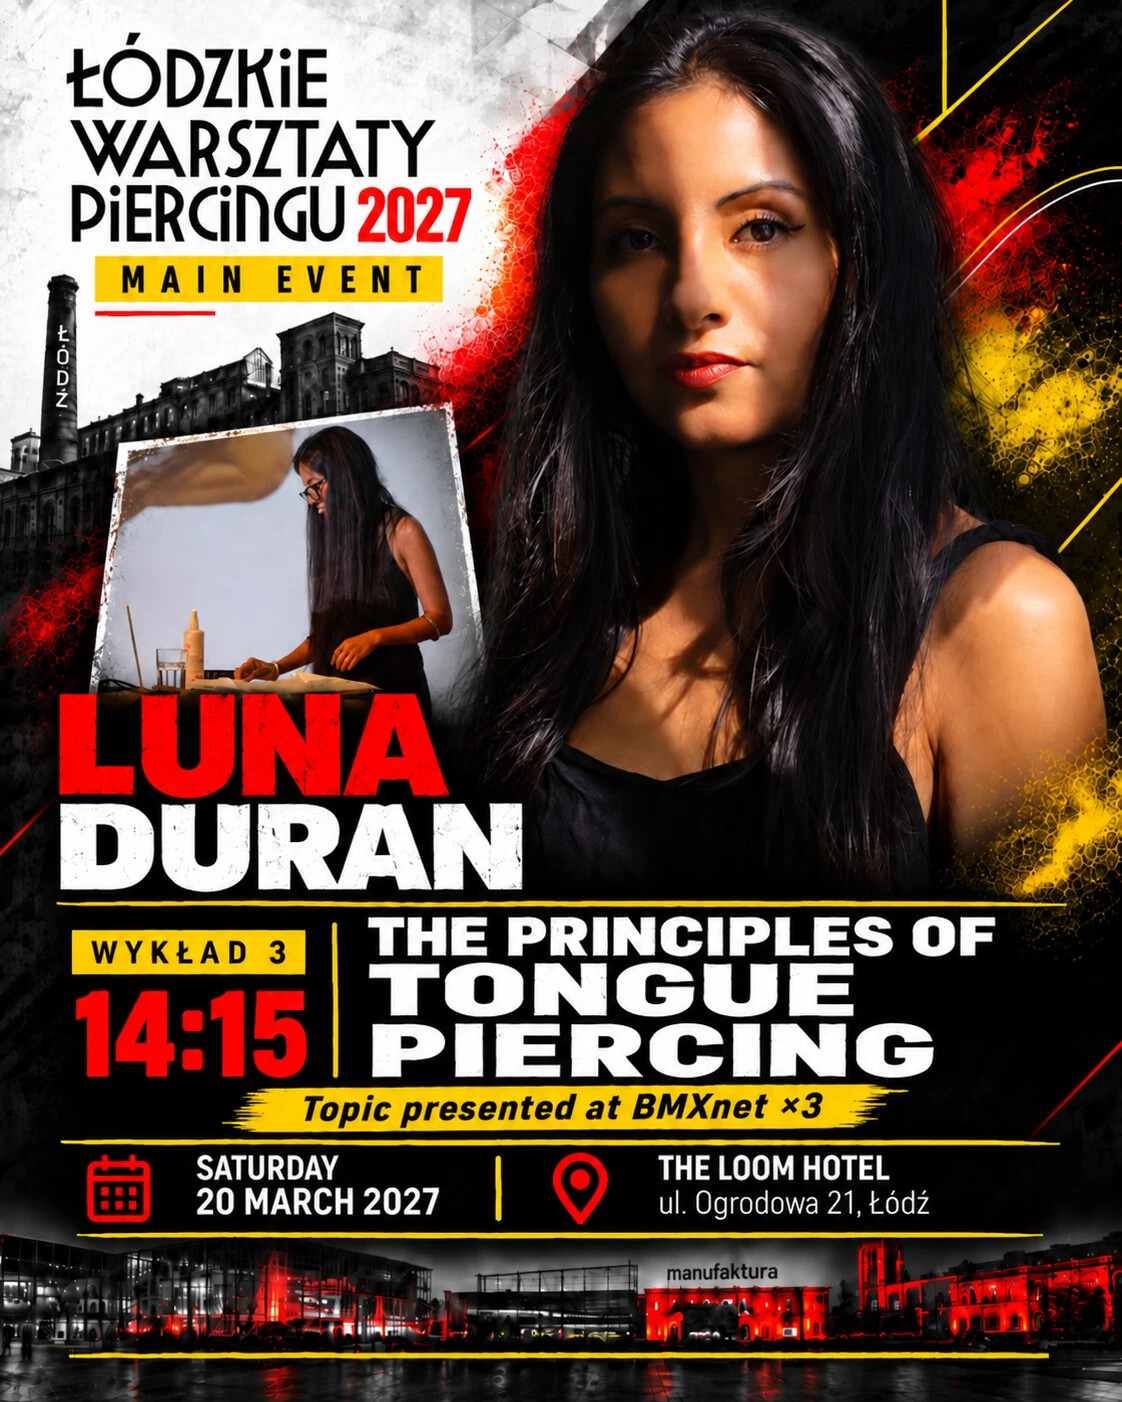 ŁÓDZKiE
WARSZTATY
PiERCiNGU 2027
MAIN EVENT
ŁÓDŹ
LUNA
DURAN
WYKŁAD 3
14:15
THE PRINCIPLES OF
TONGUE
PIERCING
Topic presented at BMXnet ×3
SATURDAY
20 MARCH 2027
THE LOOM HOTEL
ul. Ogrodowa 21, Łódź
manufaktura